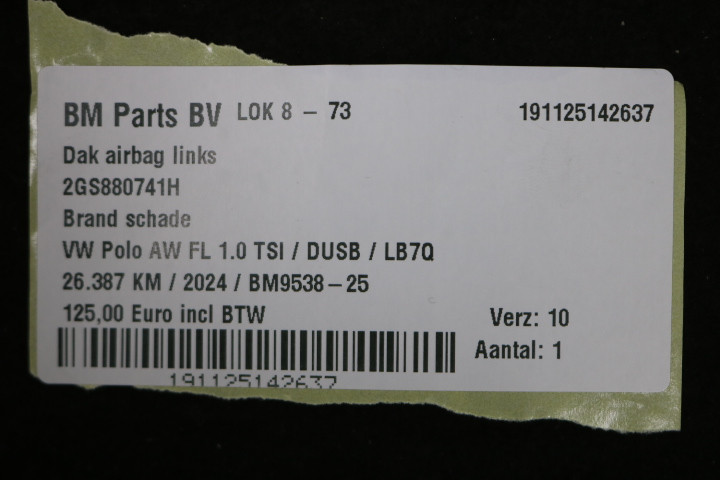 BM Parts BV LOK 8 - 73 191125142637
Dak airbag links
2GS880741H
Brand schade
VW Polo AW FL 1.0 TSI / DUSB / LB7Q
26.387 KM / 2024 / BM9538-25
125,00 Euro incl BTW Verz: 10
Aantal: 1
191125142637